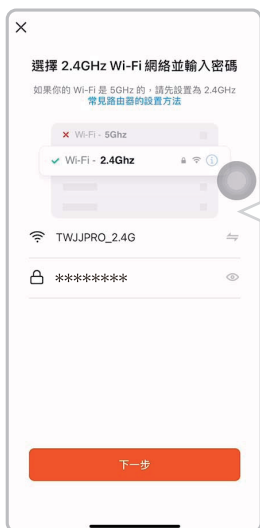 選擇 2.4GHz Wi-Fi 網絡並輸入密碼
如果你的 Wi-Fi 是 5GHz 的，請先設置為 2.4GHz
常見路由器的設置方法
Wi-Fi - 5Ghz
Wi-Fi - 2.4Ghz
TWJJPRO_2.4G
********
下一步